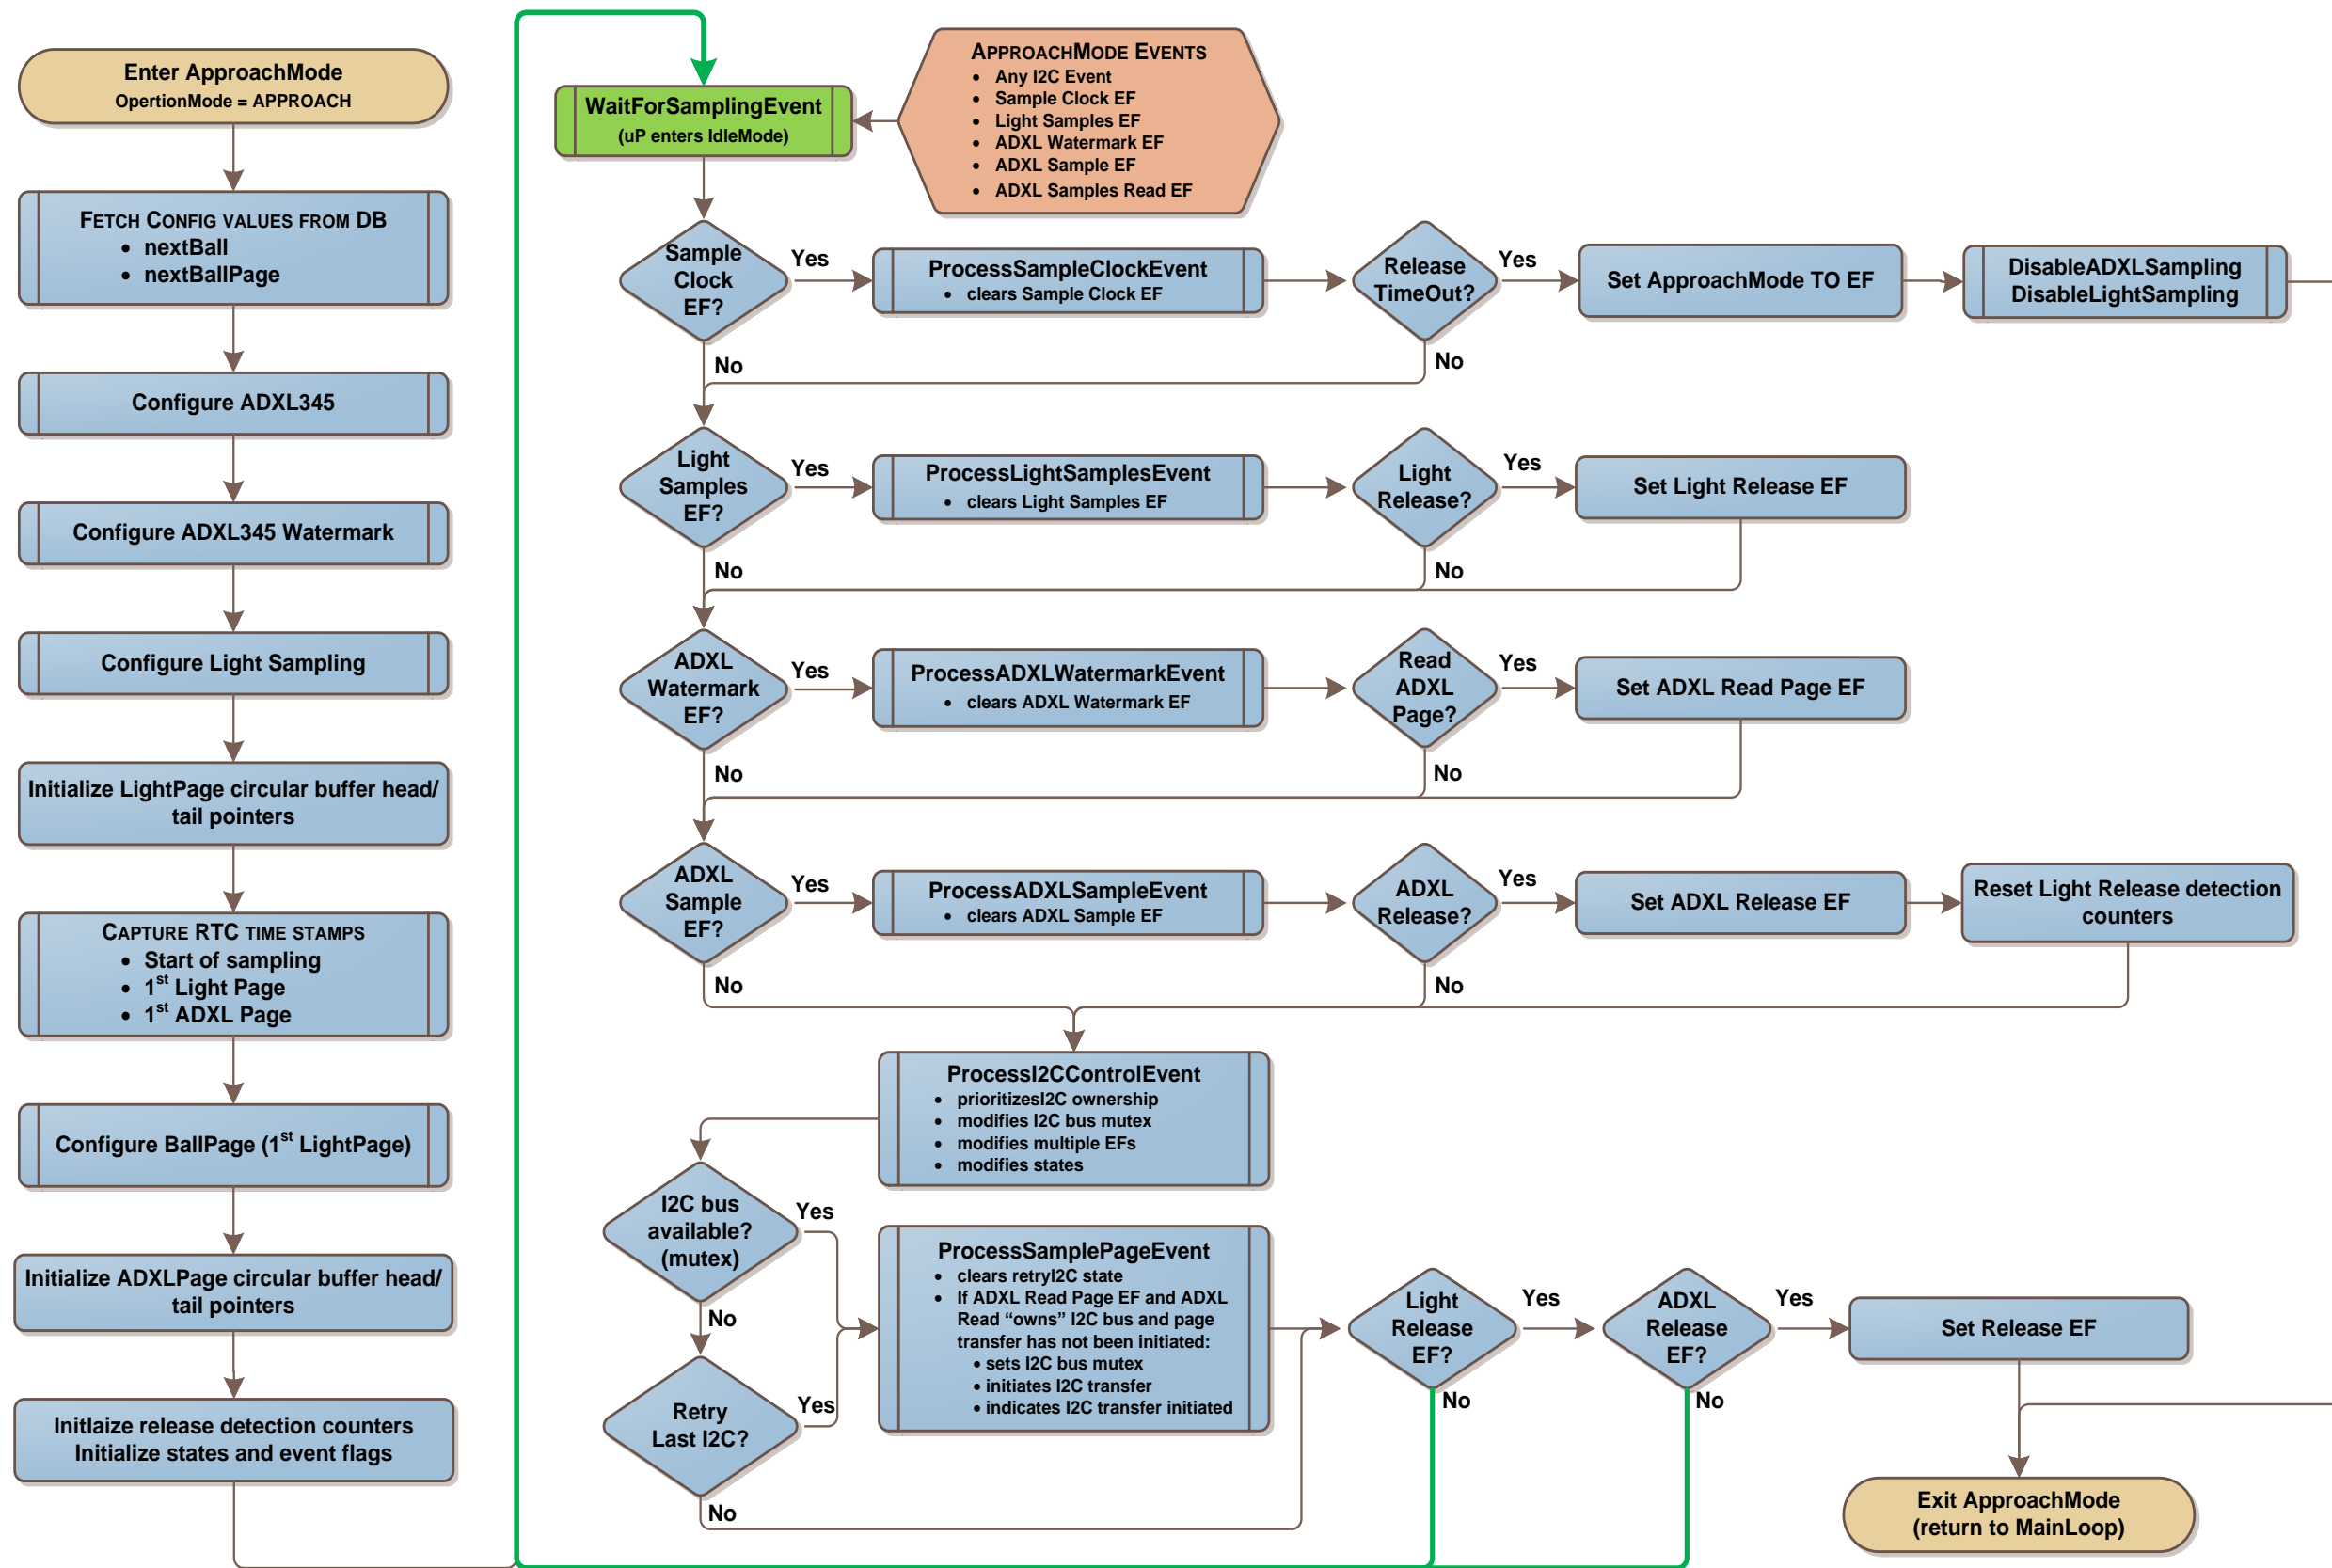 Enter ApproachMode
OpertionMode = APPROACH
FETCH CONFIG VALUES FROM DB
• nextBall
• nextBallPage
Configure ADXL345
Configure ADXL345 Watermark
Configure Light Sampling
Initialize LightPage circular buffer head/
tail pointers
CAPTURE RTC TIME STAMPS
• Start of sampling
• 1st Light Page
• 1st ADXL Page
Configure BallPage (1st LightPage)
Initialize ADXLPage circular buffer head/
tail pointers
Initlaize release detection counters
Initialize states and event flags
WaitForSamplingEvent
(uP enters IdleMode)
APPROACHMODE EVENTS
• Any I2C Event
• Sample Clock EF
• Light Samples EF
• ADXL Watermark EF
• ADXL Sample EF
• ADXL Samples Read EF
Sample
Clock
EF?
Yes
No
ProcessSampleClockEvent
• clears Sample Clock EF
Release
TimeOut?
Yes
No
Set ApproachMode TO EF
DisableADXLSampling
DisableLightSampling
Light
Samples
EF?
Yes
No
ProcessLightSamplesEvent
• clears Light Samples EF
Light
Release?
Yes
No
Set Light Release EF
ADXL
Watermark
EF?
Yes
No
ProcessADXLWatermarkEvent
• clears ADXL Watermark EF
Read
ADXL
Page?
Yes
No
Set ADXL Read Page EF
ADXL
Sample
EF?
Yes
No
ProcessADXLSampleEvent
• clears ADXL Sample EF
ADXL
Release?
Yes
No
Set ADXL Release EF
Reset Light Release detection
counters
ProcessI2CControlEvent
• prioritizesI2C ownership
• modifies I2C bus mutex
• modifies multiple EFs
• modifies states
I2C bus
available?
(mutex)
Yes
No
Retry
Last I2C?
Yes
No
ProcessSamplePageEvent
• clears retryI2C state
• If ADXL Read Page EF and ADXL
Read “owns” I2C bus and page
transfer has not been initiated:
• sets I2C bus mutex
• initiates I2C transfer
• indicates I2C transfer initiated
Light
Release
EF?
Yes
No
ADXL
Release
EF?
Yes
No
Set Release EF
Exit ApproachMode
(return to MainLoop)